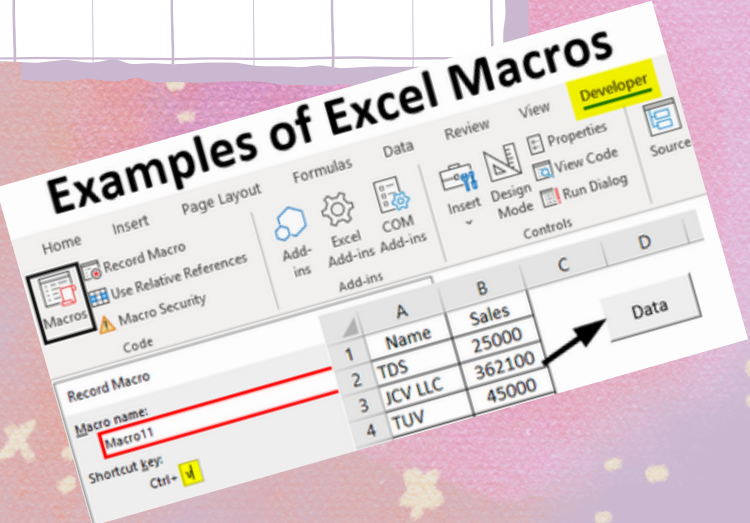 Examples of Excel Macros
Home Insert Page Layout Formulas Data Review View Developer
Macros
Record Macro
Use Relative References
Macro Security
Code
Add-
ins
Excel
Add-ins
COM
Add-ins
Add-ins
Insert
Design
Mode
Properties
View Code
Run Dialog
Controls
Source
Record Macro
Macro name:
Macro11
Shortcut key:
Ctrl+
A B C D
1 Name Sales
2 TDS 25000
3 JCV LLC 362100
4 TUV 45000
Data